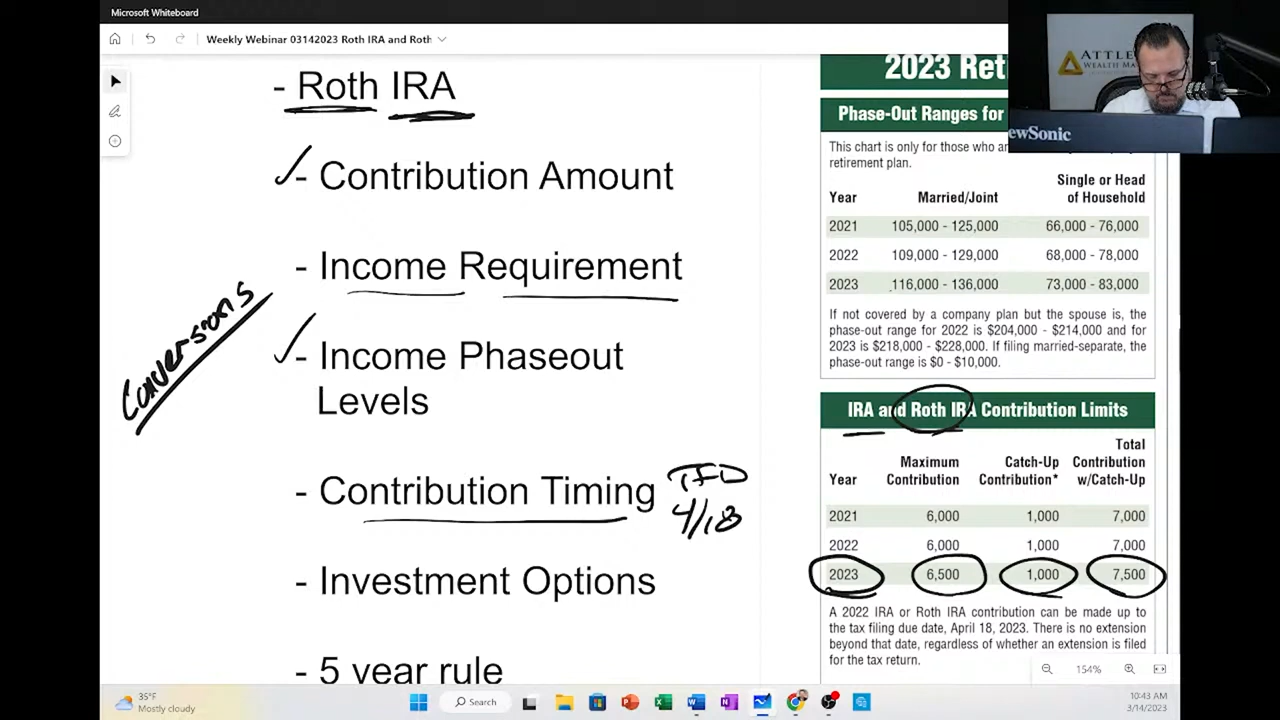 Microsoft Whiteboard
Weekly Webinar 03142023 Roth IRA and Roth
- Roth IRA
- Contribution Amount
- Income Requirement
- Income Phaseout
Levels
- Contribution Timing
- Investment Options
- 5 year rule
Conversions
TFD
4/18
2023 Ret
Phase-Out Ranges for
This chart is only for those who
retirement plan.
Year Married/Joint Single or Head
of Household
2021 105,000 - 125,000 66,000 - 76,000
2022 109,000 - 129,000 68,000 - 78,000
2023 116,000 - 136,000 73,000 - 83,000
If not covered by a company plan but the spouse is, the
phase-out range for 2022 is $204,000 - $214,000 and for
2023 is $218,000 - $228,000. If filing married-separate, the
phase-out range is $0 - $10,000.
IRA and Roth IRA Contribution Limits
Year Maximum
Contribution Catch-Up
Contribution* Total
Contribution
w/Catch-Up
2021 6,000 1,000 7,000
2022 6,000 1,000 7,000
2023 6,500 1,000 7,500
A 2022 IRA or Roth IRA contribution can be made up to
the tax filing due date, April 18, 2023. There is no extension
beyond that date, regardless of whether an extension is filed
for the tax return.
154%
ATTLE
WEALTH MA
ewSonic
35°F
Mostly cloudy
Search
10:43 AM
3/14/2023